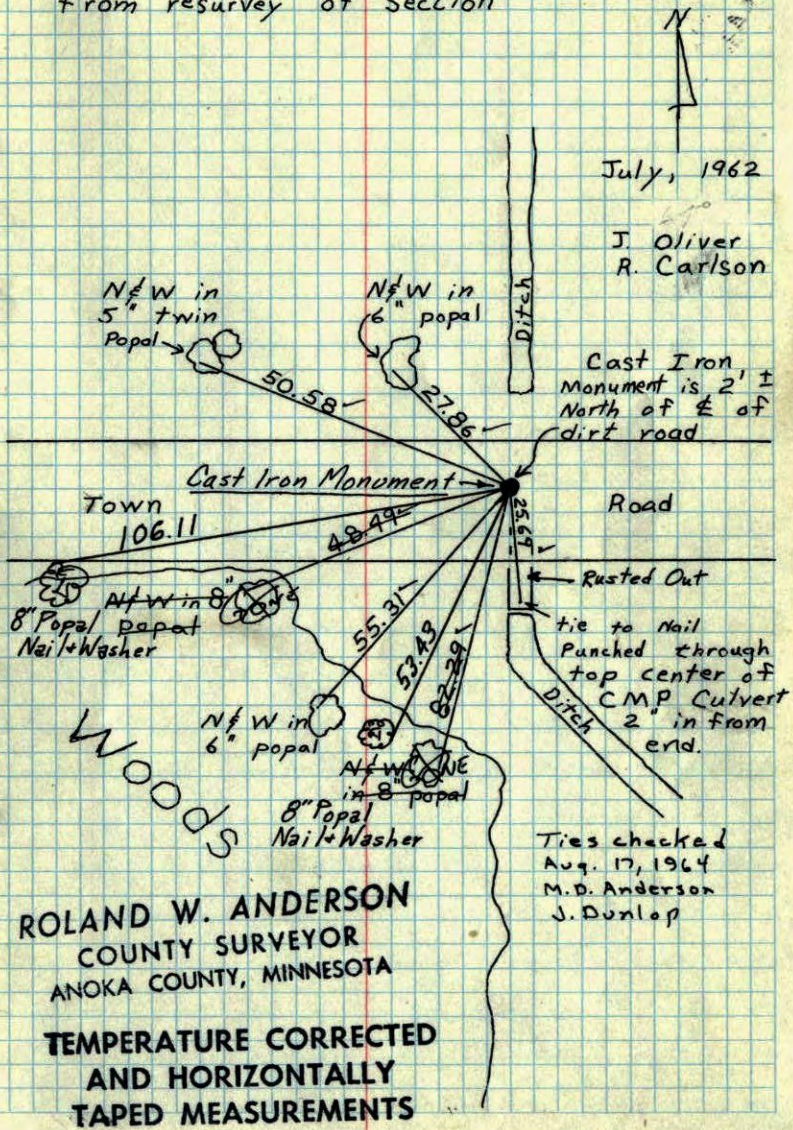 From resurvey of Section
N
July, 1962
J. Oliver
R. Carlson
N&W in
5" twin
Popal
N&W in
6" popal
Ditch
50.58
27.86
Cast Iron
Monument is 2' ±
North of ℄ of
dirt road
Cast Iron Monument
Town
Road
106.11
48.49
25.69
Rusted Out
8" Popal
Nail+Washer
N&W in 8"
popal
GONE
55.31
53.43
82.29
tie to Nail
Punched through
top center of
CMP Culvert
2" in from
end.
Ditch
Woods
N&W in
6" popal
N&W
in 8" popal
8" Popal
Nail+Washer
Ties checked
Aug. 17, 1964
M.D. Anderson
J. Dunlop
ROLAND W. ANDERSON
COUNTY SURVEYOR
ANOKA COUNTY, MINNESOTA
TEMPERATURE CORRECTED
AND HORIZONTALLY
TAPED MEASUREMENTS